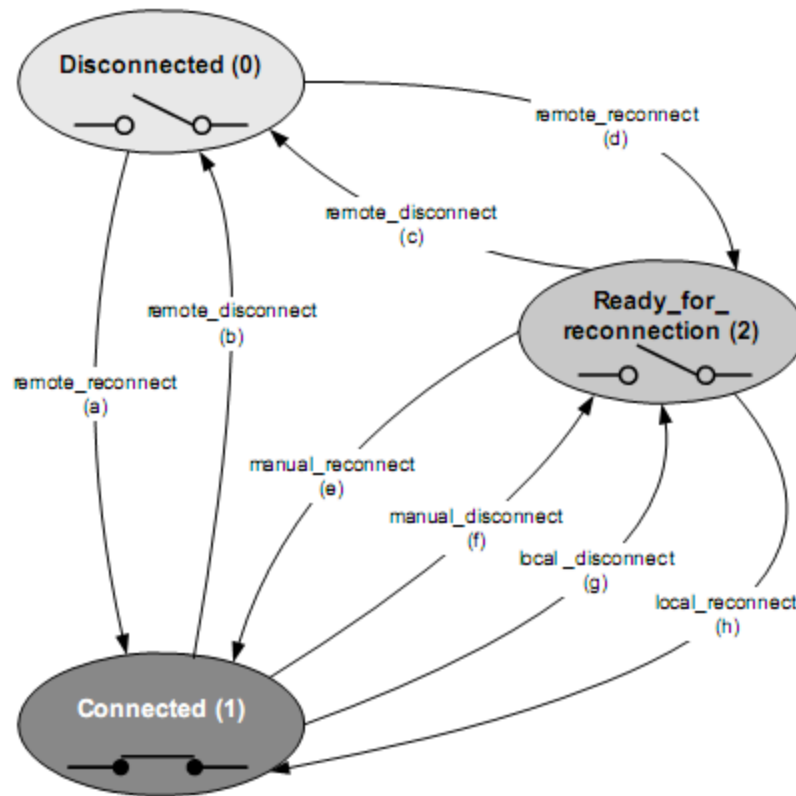 Disconnected (0)
remote_reconnect
(d)
remote_disconnect
(c)
Ready_for_
reconnection (2)
remote_disconnect
(b)
remote_reconnect
(a)
manual_reconnect
(e)
manual_disconnect
(f)
local_disconnect
(g)
local_reconnect
(h)
Connected (1)